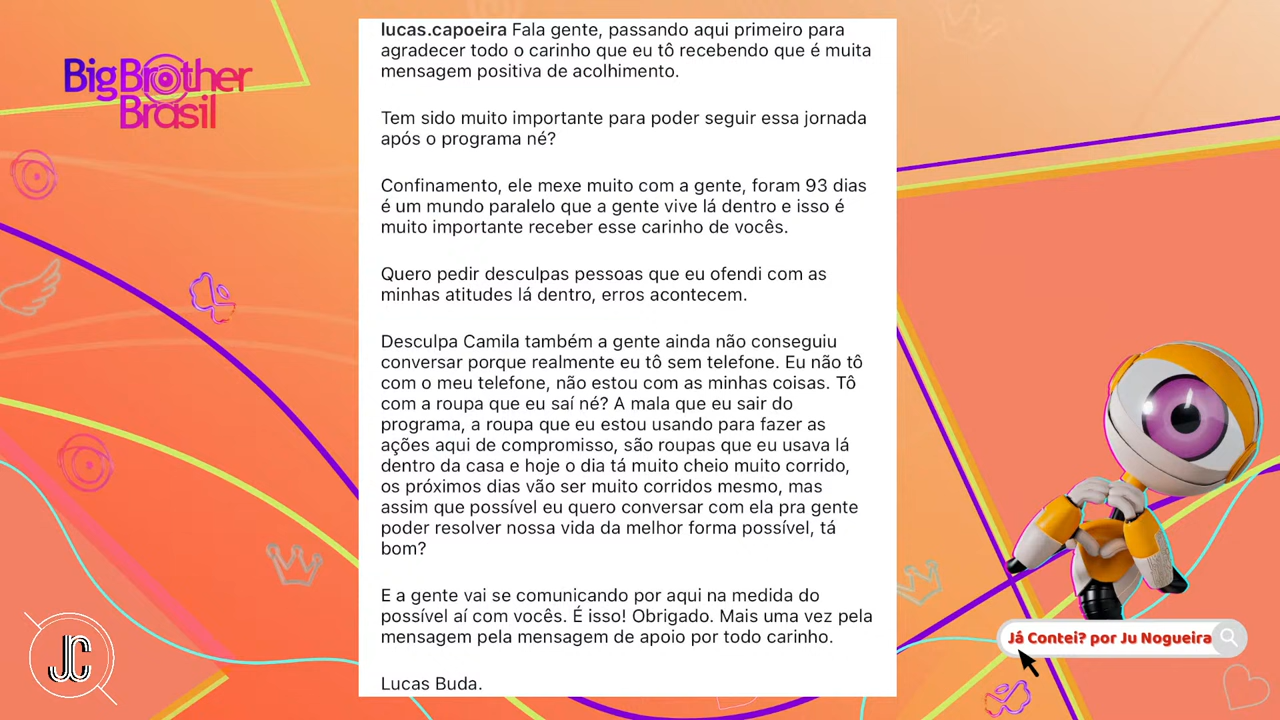 Big Brother
Brasil
lucas.capoeira Fala gente, passando aqui primeiro para
agradecer todo o carinho que eu tô recebendo que é muita
mensagem positiva de acolhimento.
Tem sido muito importante para poder seguir essa jornada
após o programa né?
Confinamento, ele mexe muito com a gente, foram 93 dias
é um mundo paralelo que a gente vive lá dentro e isso é
muito importante receber esse carinho de vocês.
Quero pedir desculpas pessoas que eu ofendi com as
minhas atitudes lá dentro, erros acontecem.
Desculpa Camila também a gente ainda não conseguiu
conversar porque realmente eu tô sem telefone. Eu não tô
com o meu telefone, não estou com as minhas coisas. Tô
com a roupa que eu saí né? A mala que eu sair do
programa, a roupa que eu estou usando para fazer as
ações aqui de compromisso, são roupas que eu usava lá
dentro da casa e hoje o dia tá muito cheio muito corrido,
os próximos dias vão ser muito corridos mesmo, mas
assim que possível eu quero conversar com ela pra gente
poder resolver nossa vida da melhor forma possível, tá
bom?
E a gente vai se comunicando por aqui na medida do
possível aí com vocês. É isso! Obrigado. Mais uma vez pela
mensagem pela mensagem de apoio por todo carinho.
Lucas Buda.
JC
Já Contei? por Ju Nogueira